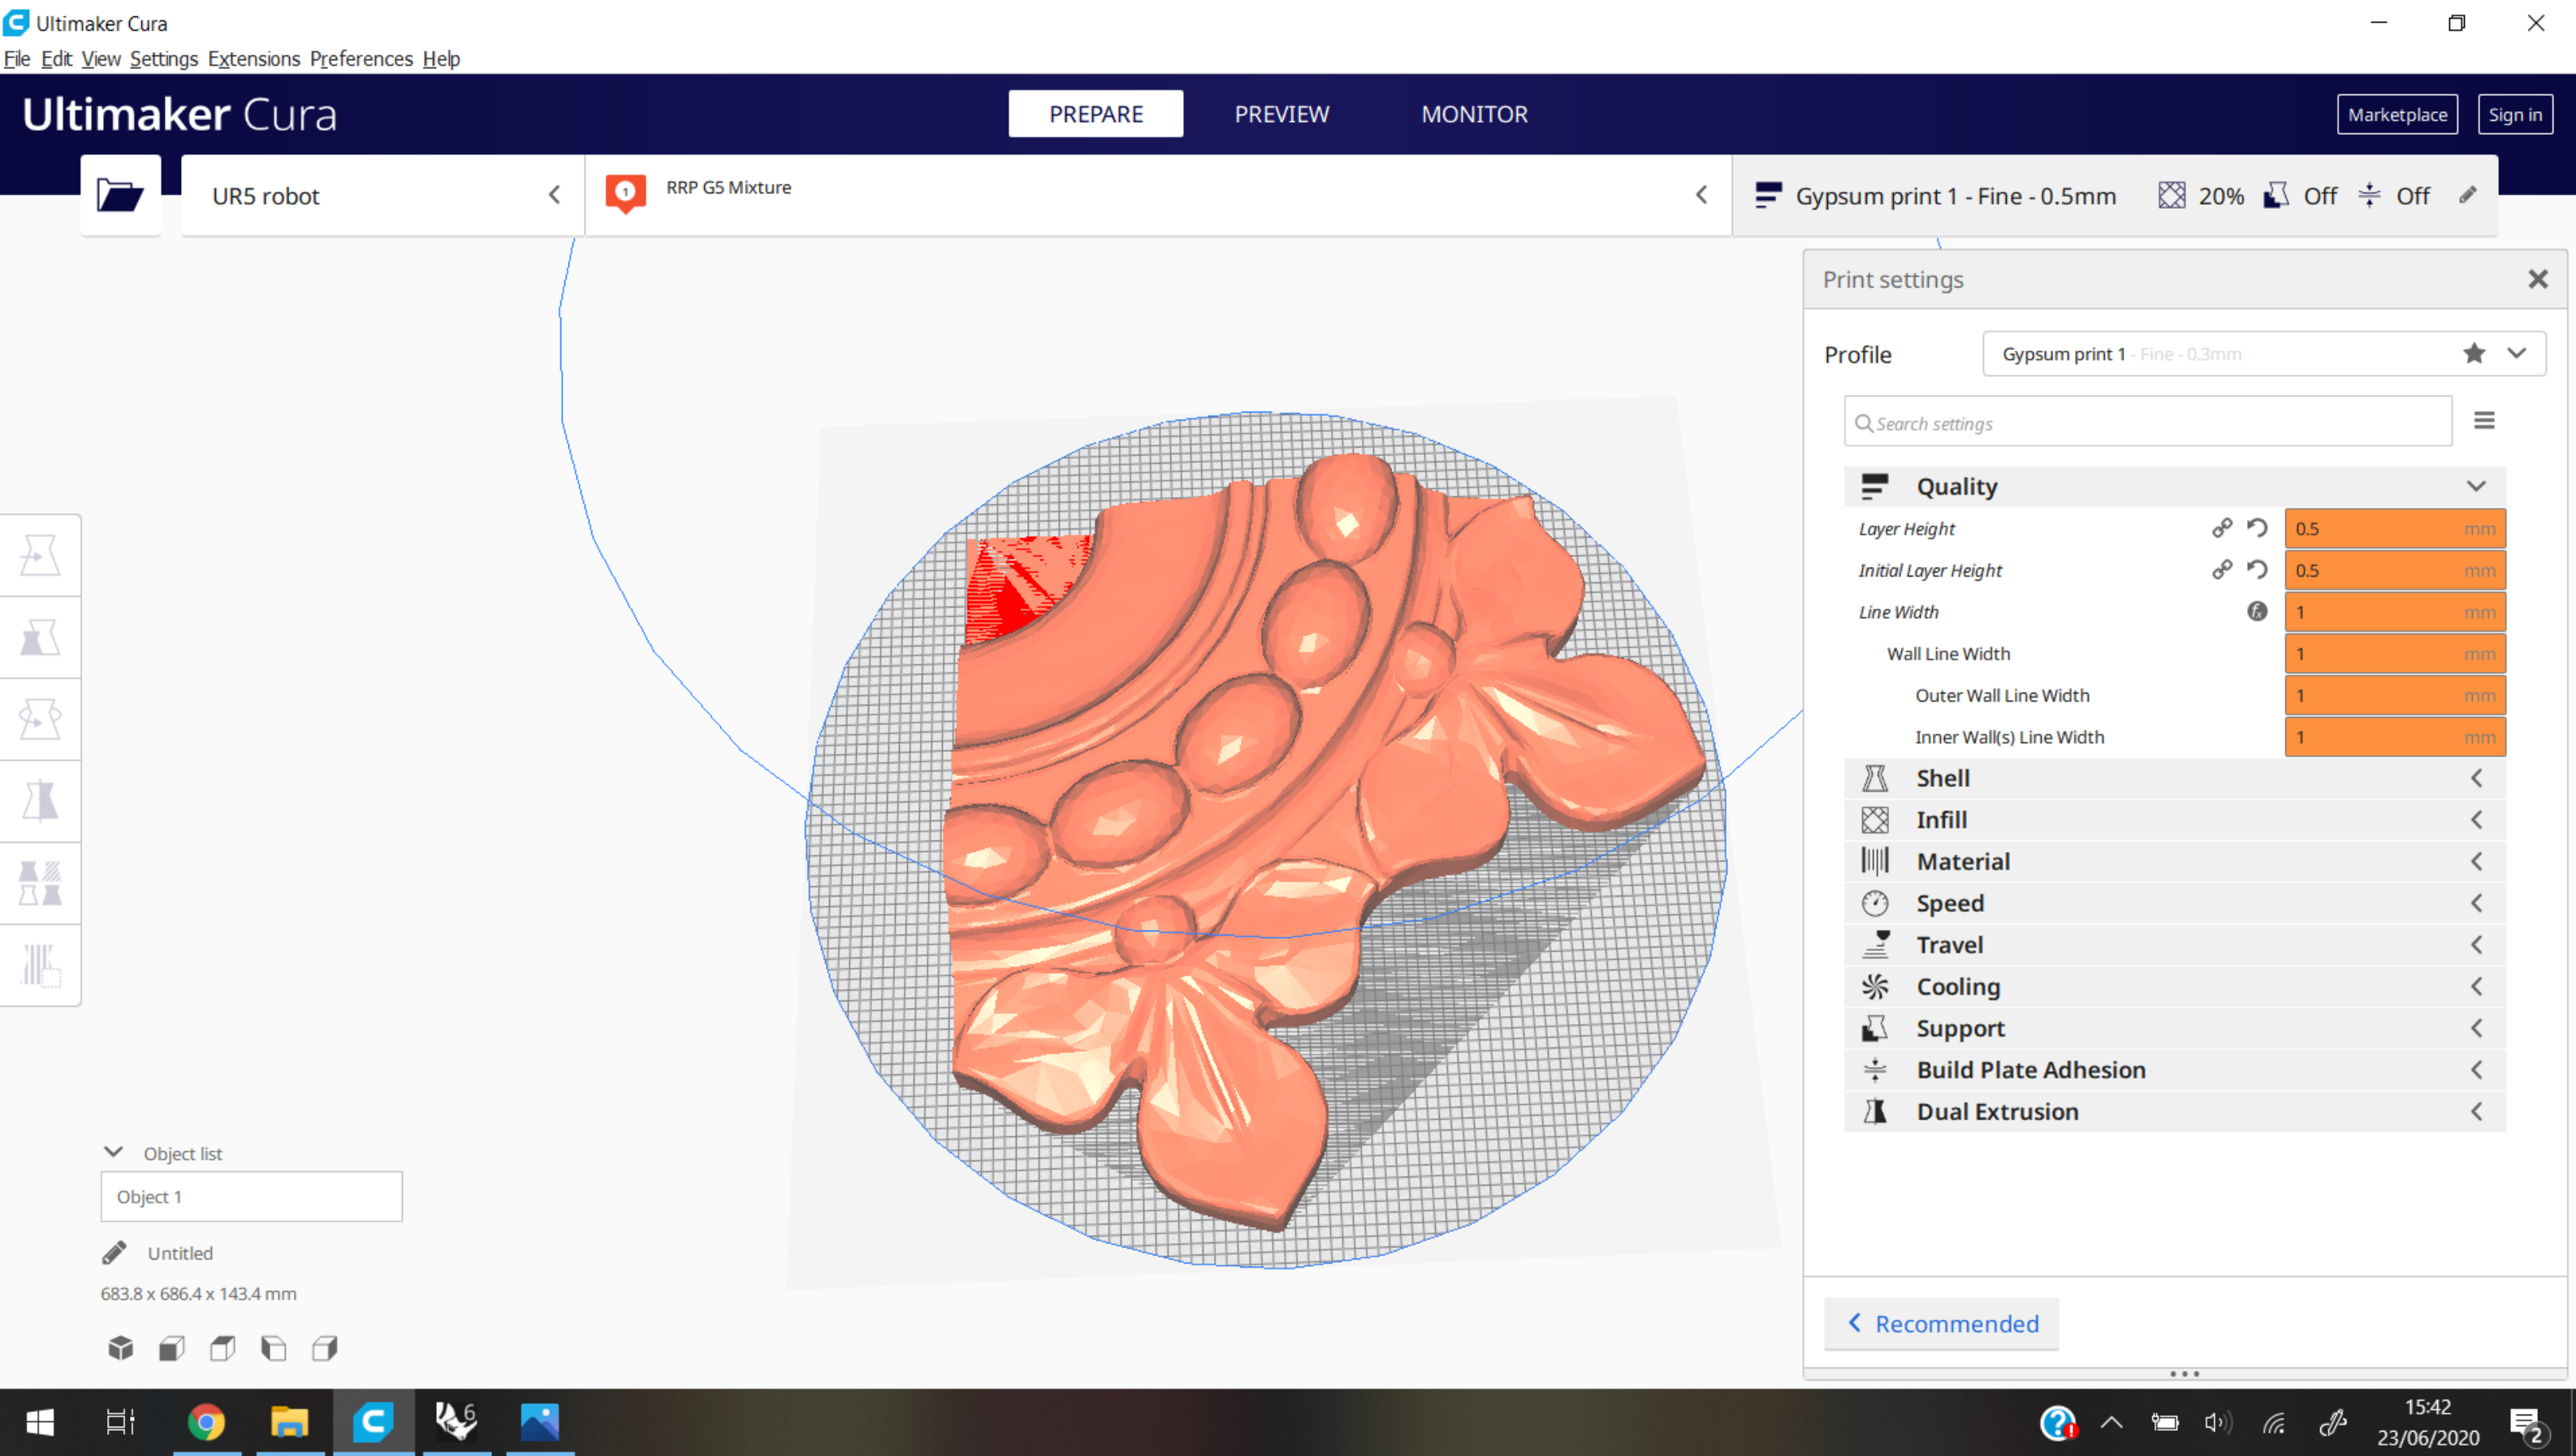 Ultimaker Cura
File Edit View Settings Extensions Preferences Help
Ultimaker Cura
PREPARE
PREVIEW
MONITOR
Marketplace
Sign in
UR5 robot
1
RRP G5 Mixture
Gypsum print 1 - Fine - 0.5mm
20%
Off
Off
Print settings
Profile
Gypsum print 1 - Fine - 0.3mm
Search settings
Quality
Layer Height
0.5 mm
Initial Layer Height
0.5 mm
Line Width
1 mm
Wall Line Width
1 mm
Outer Wall Line Width
1 mm
Inner Wall(s) Line Width
1 mm
Shell
Infill
Material
Speed
Travel
Cooling
Support
Build Plate Adhesion
Dual Extrusion
Recommended
Object list
Object 1
Untitled
683.8 x 686.4 x 143.4 mm
6
15:42
23/06/2020
2